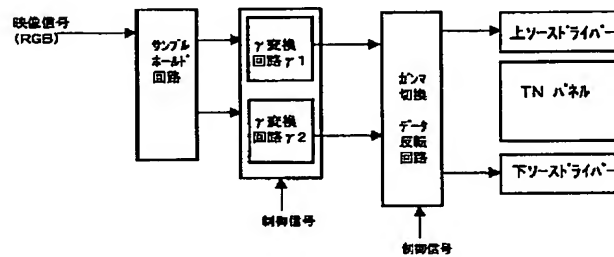 映像信号
(RGB)
サンプル
ホールド
回路
γ変換
回路γ1
γ変換
回路γ2
制御信号
ガンマ
切換
データ
反転
回路
制御信号
上ソースドライバー
TN パネル
下ソースドライバー